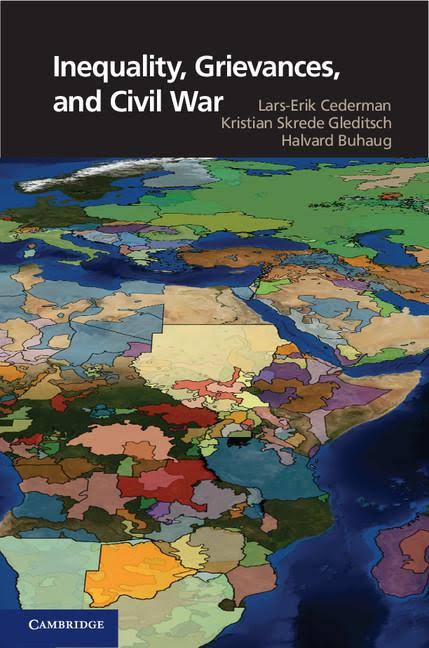 Inequality, Grievances,
and Civil War
Lars-Erik Cederman
Kristian Skrede Gleditsch
Halvard Buhaug
CAMBRIDGE